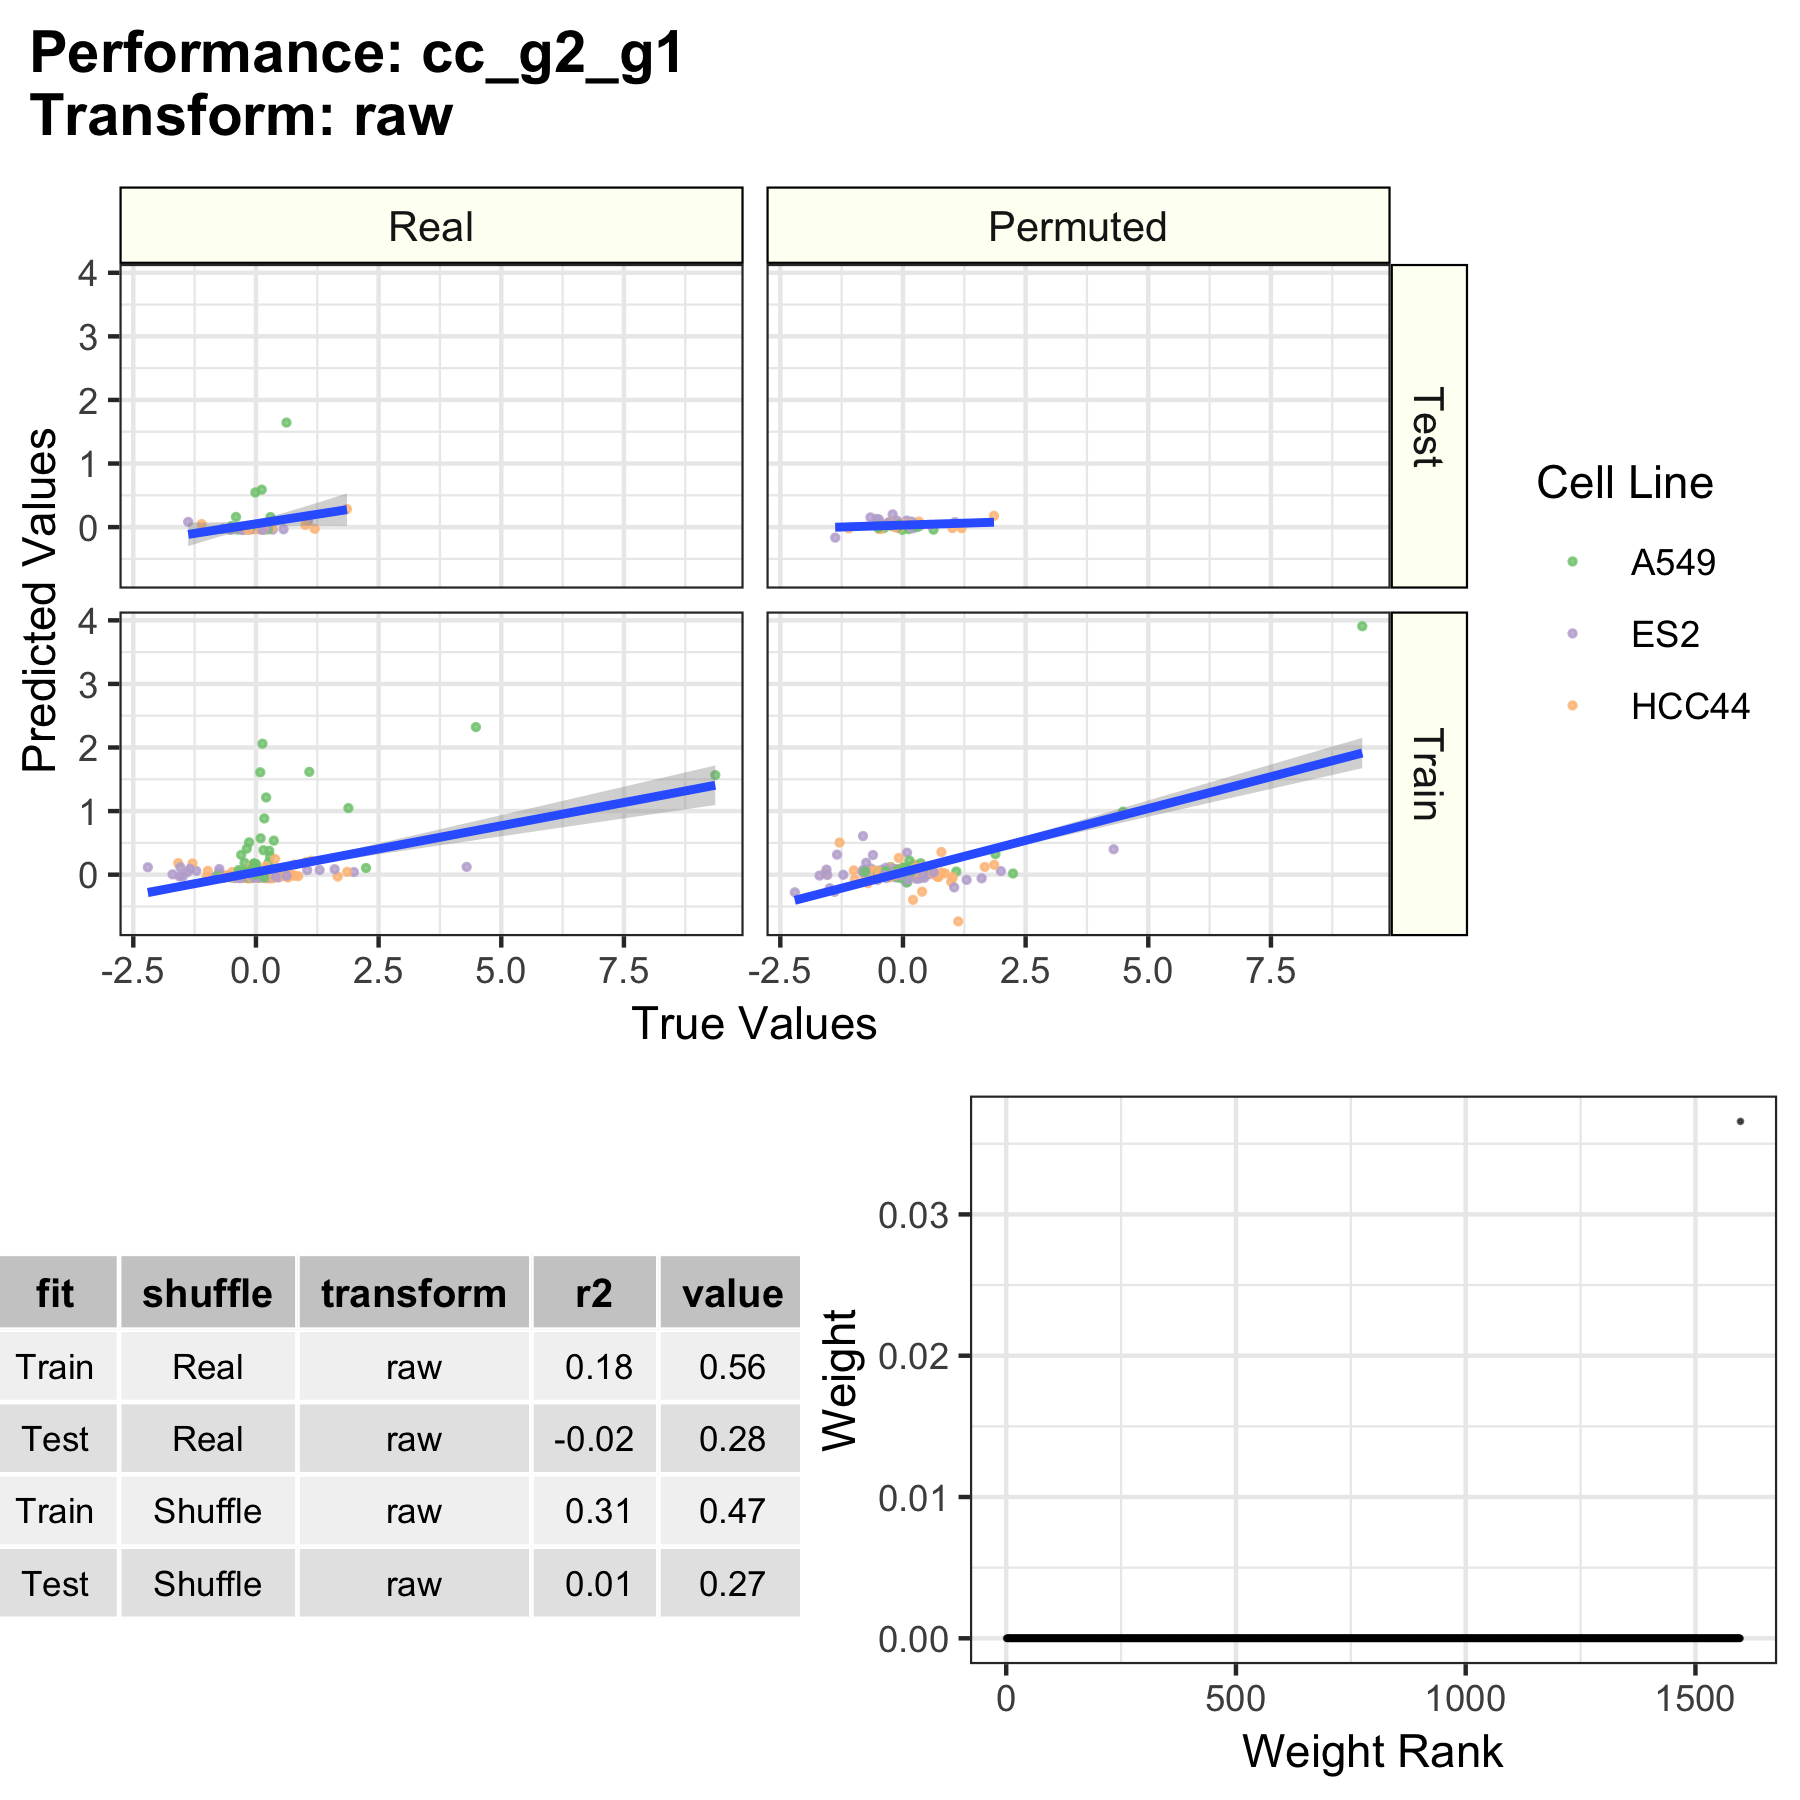 Performance: cc_g2_g1
Transform: raw
Real
Permuted
4
3
2
1
0
Test
4
3
2
1
0
Train
Predicted Values
-2.5 0.0 2.5 5.0 7.5
-2.5 0.0 2.5 5.0 7.5
True Values
Cell Line
A549
ES2
HCC44
fit shuffle transform r2 value
Train Real raw 0.18 0.56
Test Real raw -0.02 0.28
Train Shuffle raw 0.31 0.47
Test Shuffle raw 0.01 0.27
Weight
0.03
0.02
0.01
0.00
0 500 1000 1500
Weight Rank